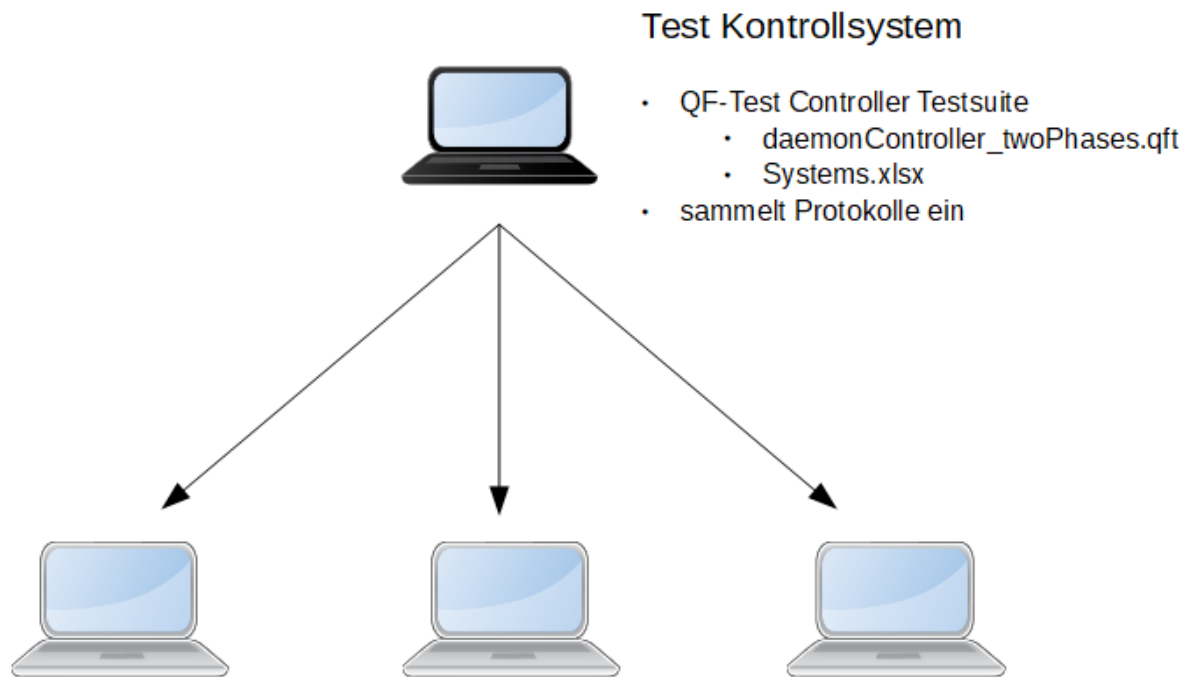 Test Kontrollsystem
• QF-Test Controller Testsuite
• daemonController_twoPhases.qft
• Systems.xlsx
• sammelt Protokolle ein